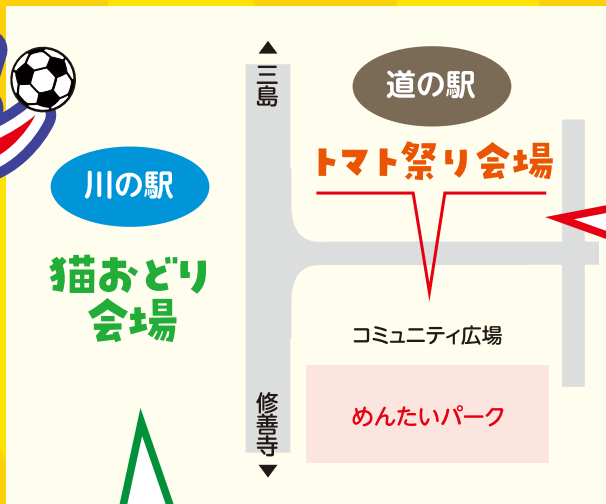 ▲
三島
道の駅
トマト祭り会場
川の駅
猫おどり
会場
コミュニティ広場
めんたいパーク
修善寺
▼